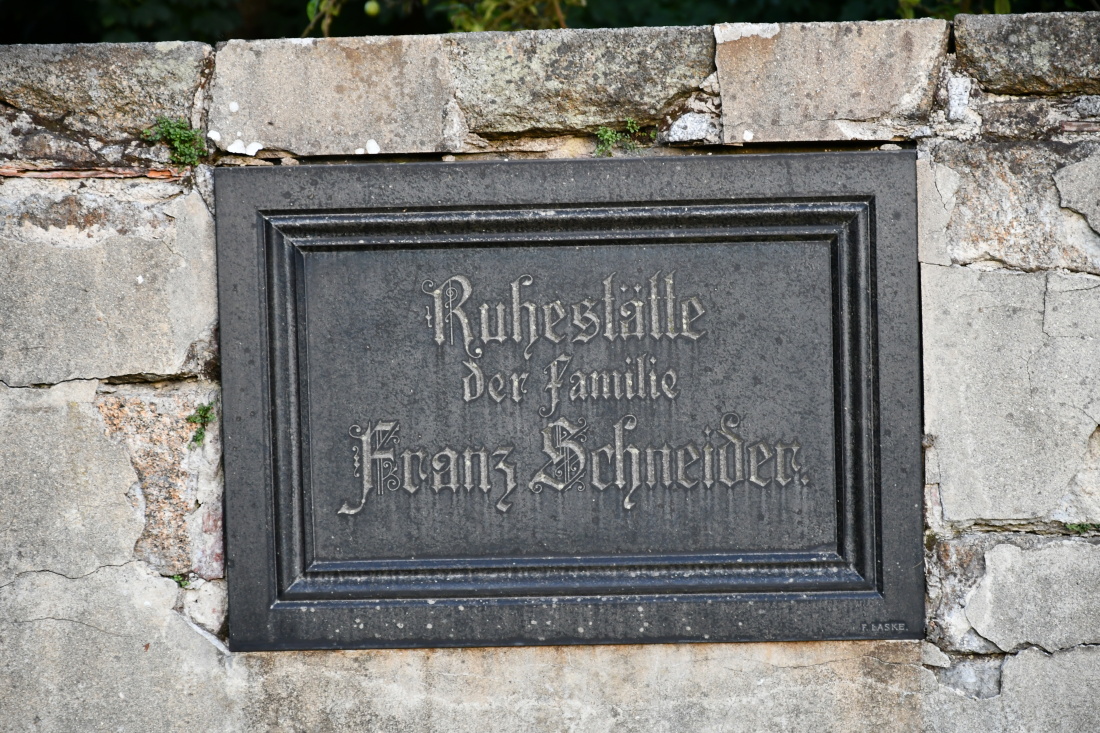 Ruhestätte
der Familie
Franz Schneider.
F. LASKE.